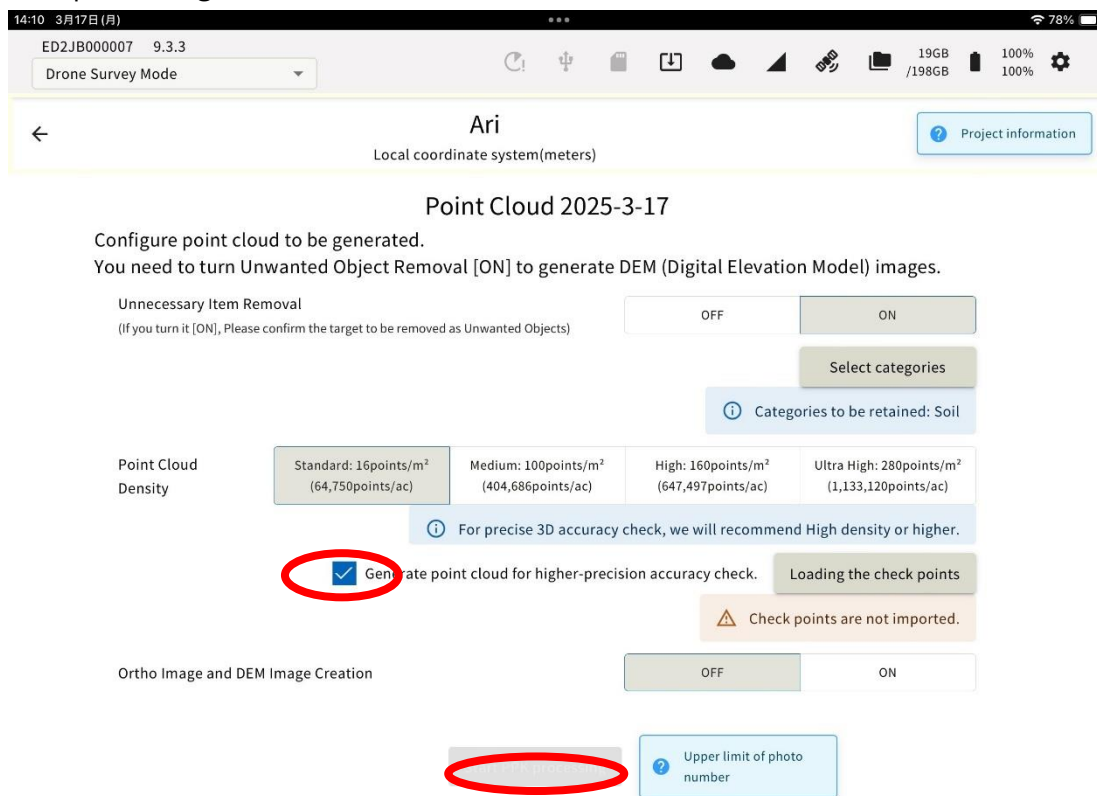 14:10 3月17日(月)
78%
ED2JB000007 9.3.3
Drone Survey Mode
19GB
/198GB
100%
100%
Ari
Local coordinate system(meters)
Project information
Point Cloud 2025-3-17
Configure point cloud to be generated.
You need to turn Unwanted Object Removal [ON] to generate DEM (Digital Elevation Model) images.
Unnecessary Item Removal
(If you turn it [ON], Please confirm the target to be removed as Unwanted Objects)
OFF
ON
Select categories
Categories to be retained: Soil
Point Cloud
Density
Standard: 16points/m²
(64,750points/ac)
Medium: 100points/m²
(404,686points/ac)
High: 160points/m²
(647,497points/ac)
Ultra High: 280points/m²
(1,133,120points/ac)
For precise 3D accuracy check, we will recommend High density or higher.
Generate point cloud for higher-precision accuracy check.
Loading the check points
Check points are not imported.
Ortho Image and DEM Image Creation
OFF
ON
Upper limit of photo
number